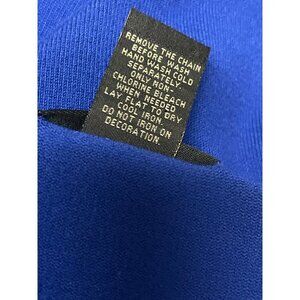 REMOVE THE CHAIN
BEFORE WASH
HAND WASH COLD
SEPARATELY.
ONLY NON-
CHLORINE BLEACH
WHEN NEEDED
LAY FLAT TO DRY
COOL IRON.
DO NOT IRON ON
DECORATION.